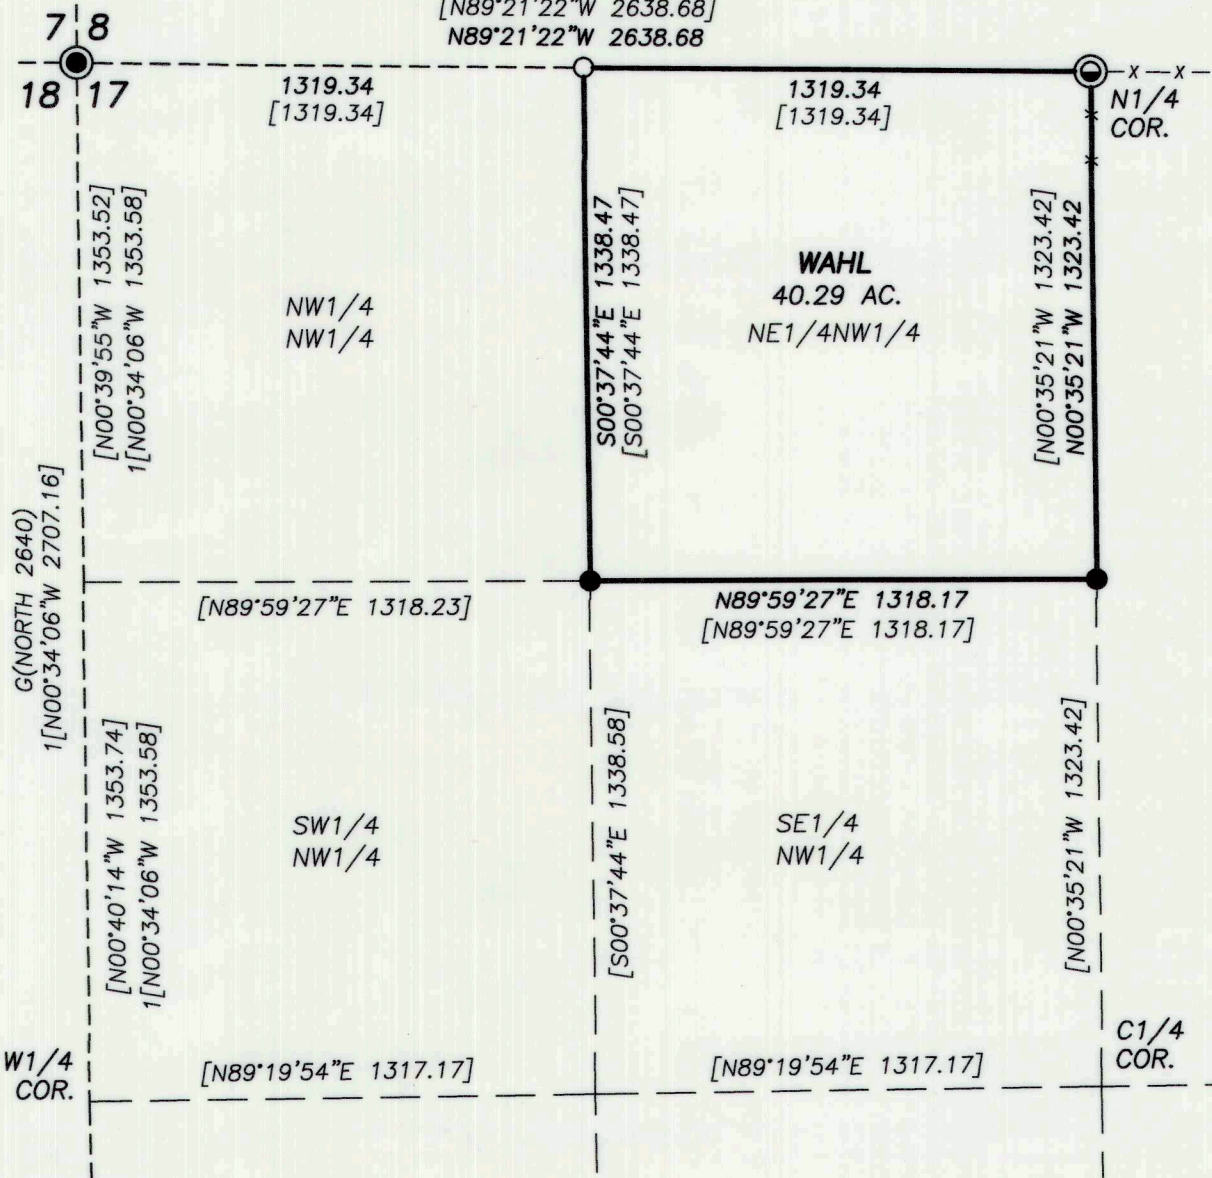 [N89°21'22"W 2638.68]
N89°21'22"W 2638.68
7 8
18 17
1319.34
[1319.34]
1319.34
[1319.34]
x x
N1/4
COR.
[N00°39'55"W 1353.52]
1[N00°34'06"W 1353.58]
NW1/4
NW1/4
S00°37'44"E 1338.47
[S00°37'44"E 1338.47]
WAHL
40.29 AC.
NE1/4NW1/4
[N00°35'21"W 1323.42]
N00°35'21"W 1323.42
G(NORTH 2640)
1[N00°34'06"W 2707.16]
[N89°59'27"E 1318.23]
N89°59'27"E 1318.17
[N89°59'27"E 1318.17]
[N00°40'14"W 1353.74]
1[N00°34'06"W 1353.58]
SW1/4
NW1/4
[S00°37'44"E 1338.58]
SE1/4
NW1/4
[N00°35'21"W 1323.42]
W1/4
COR.
[N89°19'54"E 1317.17]
[N89°19'54"E 1317.17]
C1/4
COR.